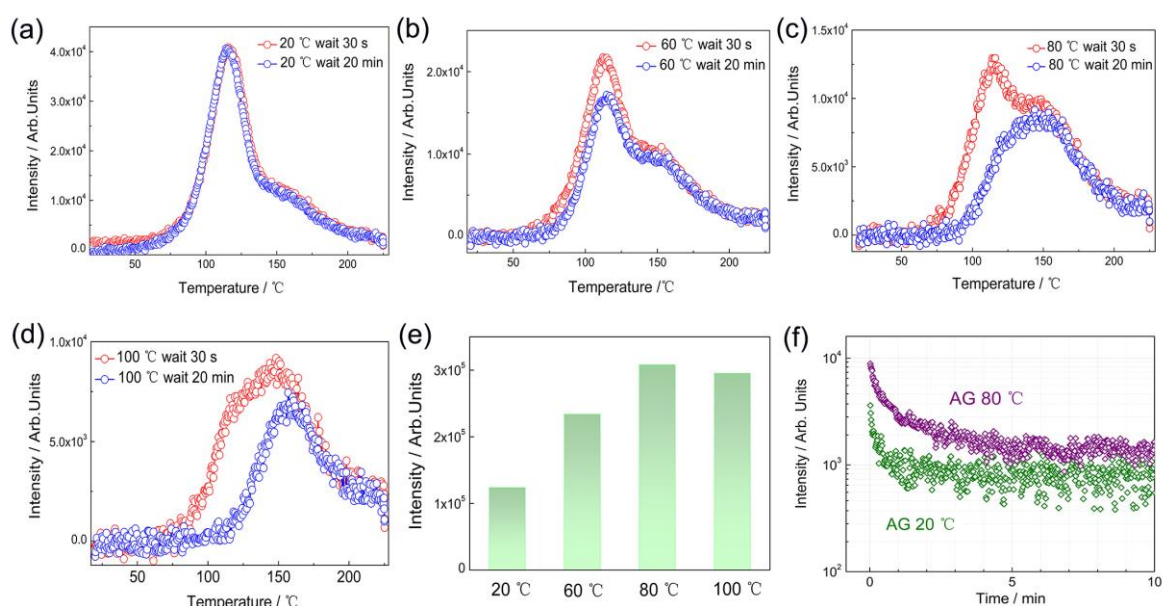 (a)
20 ℃ wait 30 s
20 ℃ wait 20 min
4.0x10⁴
3.0x10⁴
2.0x10⁴
1.0x10⁴
0.0
Intensity / Arb.Units
50 100 150 200
Temperature / ℃
(b)
60 ℃ wait 30 s
60 ℃ wait 20 min
2.0x10⁴
1.0x10⁴
0.0
Intensity / Arb.Units
50 100 150 200
Temperature / ℃
(c)
80 ℃ wait 30 s
80 ℃ wait 20 min
1.5x10⁴
1.0x10⁴
5.0x10³
0.0
Intensity / Arb.Units
50 100 150 200
Temperature / ℃
(d)
100 ℃ wait 30 s
100 ℃ wait 20 min
1.0x10⁴
5.0x10³
0.0
Intensity / Arb.Units
50 100 150 200
Temperature / ℃
(e)
3x10⁵
2x10⁵
1x10⁵
0
Intensity / Arb.Units
20 ℃ 60 ℃ 80 ℃ 100 ℃
(f)
10⁴
10³
10²
Intensity / Arb. Units
AG 80 ℃
AG 20 ℃
0 5 10
Time / min